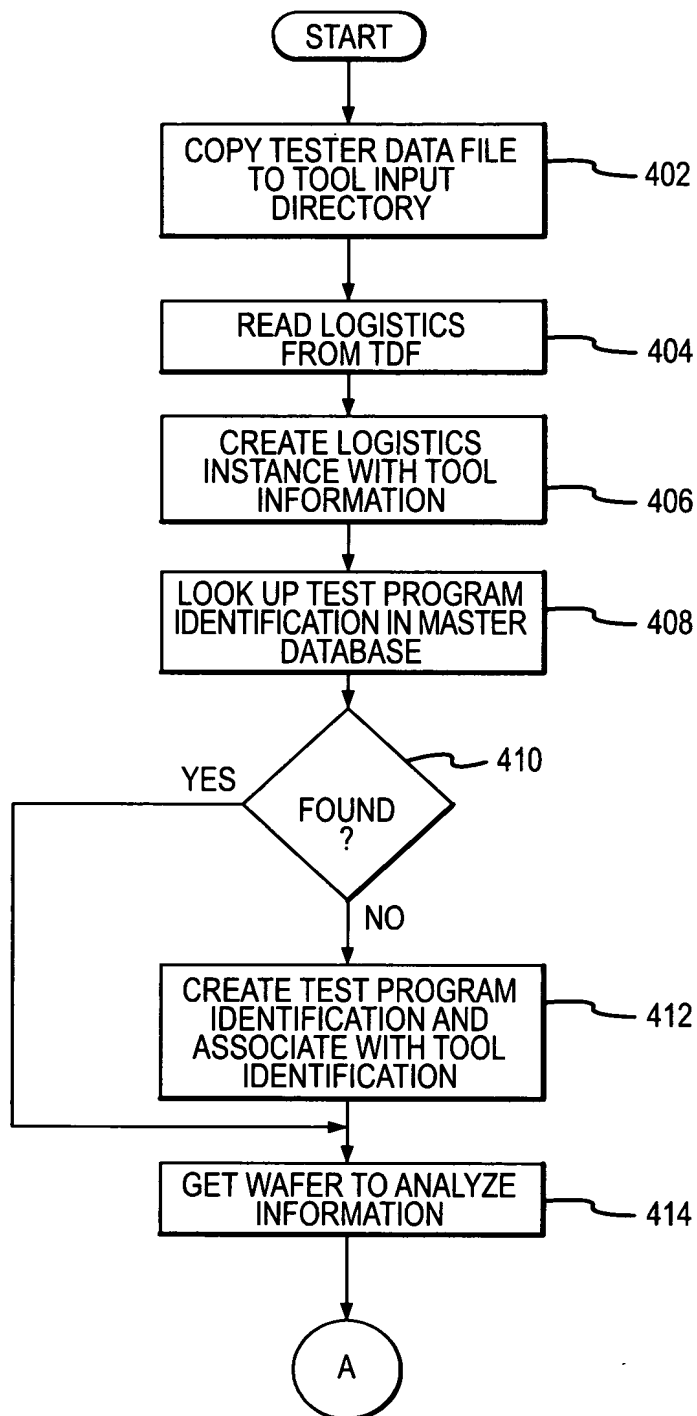 START
COPY TESTER DATA FILE
TO TOOL INPUT
DIRECTORY
402
READ LOGISTICS
FROM TDF
404
CREATE LOGISTICS
INSTANCE WITH TOOL
INFORMATION
406
LOOK UP TEST PROGRAM
IDENTIFICATION IN MASTER
DATABASE
408
410
YES
FOUND
?
NO
CREATE TEST PROGRAM
IDENTIFICATION AND
ASSOCIATE WITH TOOL
IDENTIFICATION
412
GET WAFER TO ANALYZE
INFORMATION
414
A